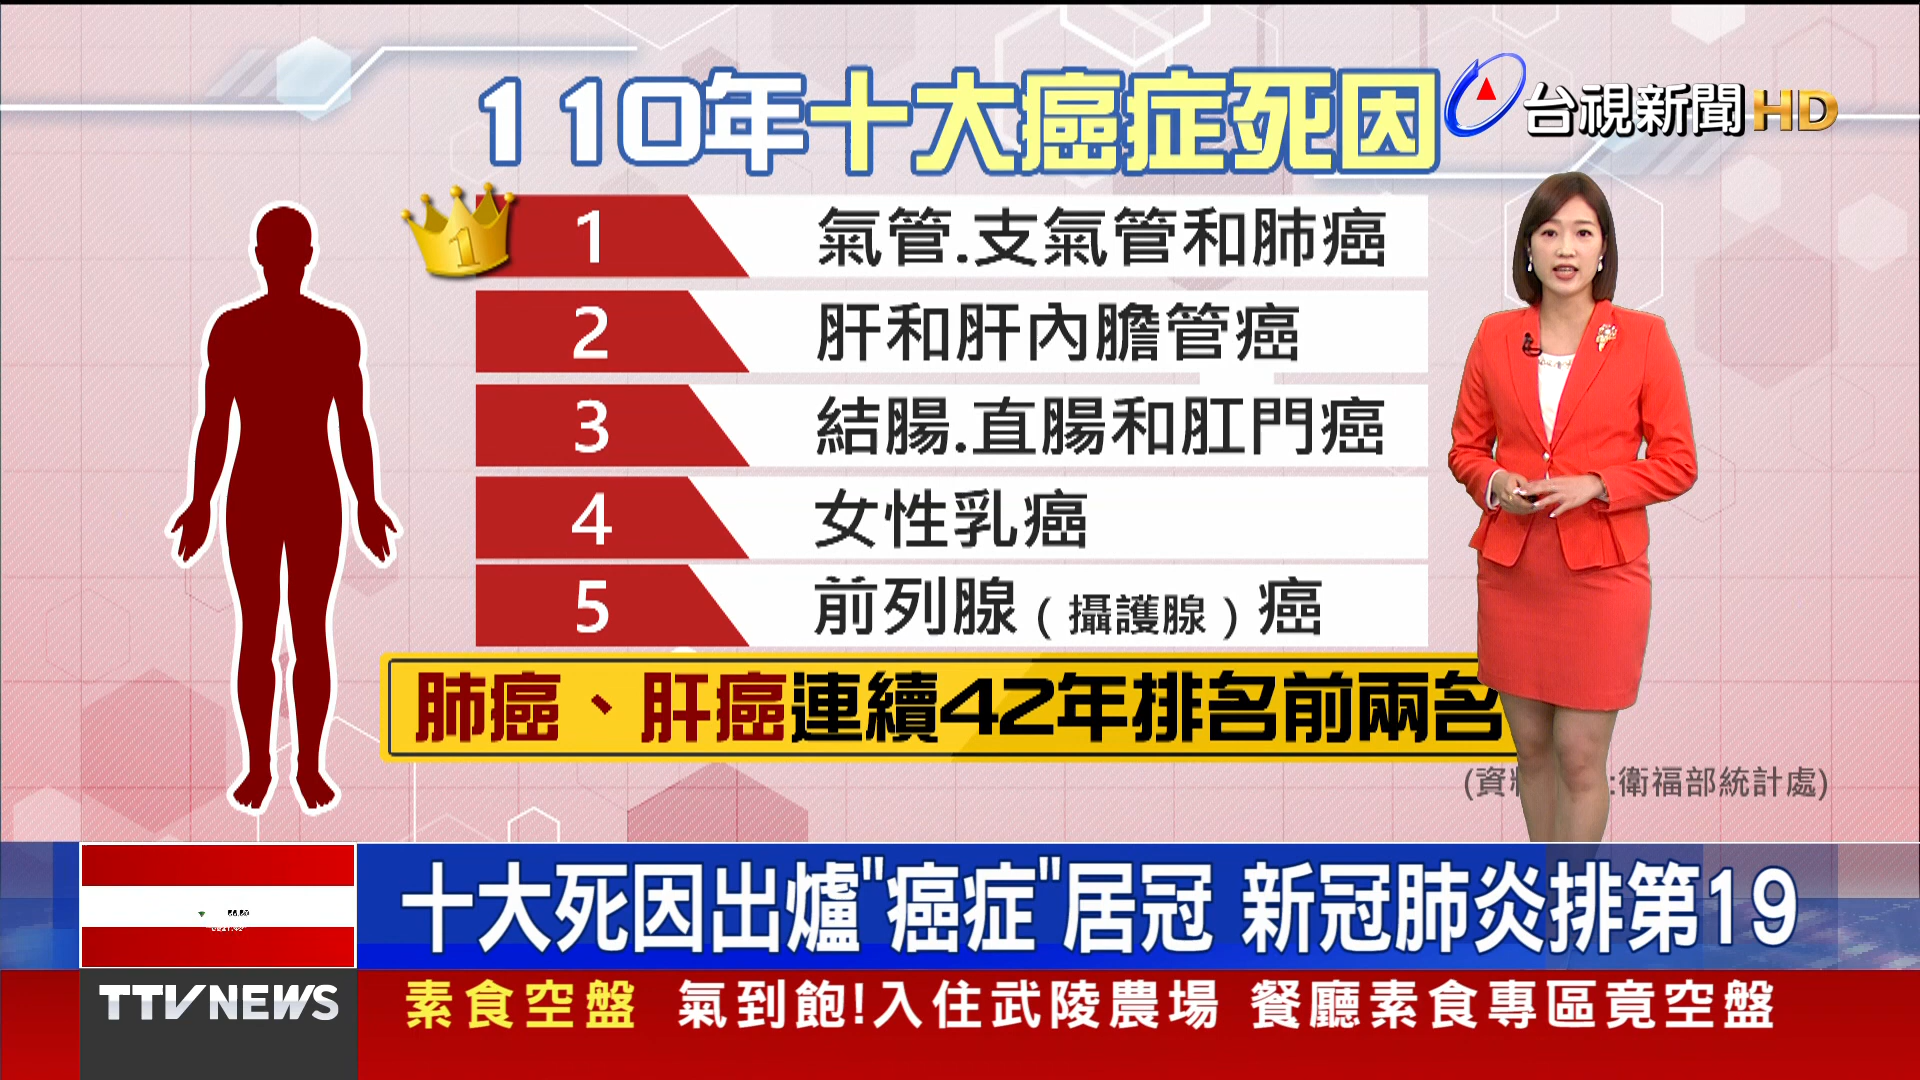 110年十大癌症死因
台視新聞HD
1 氣管.支氣管和肺癌
2 肝和肝內膽管癌
3 結腸.直腸和肛門癌
4 女性乳癌
5 前列腺(攝護腺)癌
肺癌、肝癌連續42年排名前兩名
(資料 :衛福部統計處)
十大死因出爐"癌症"居冠 新冠肺炎排第19
TTV NEWS
素食空盤 氣到飽!入住武陵農場 餐廳素食專區竟空盤